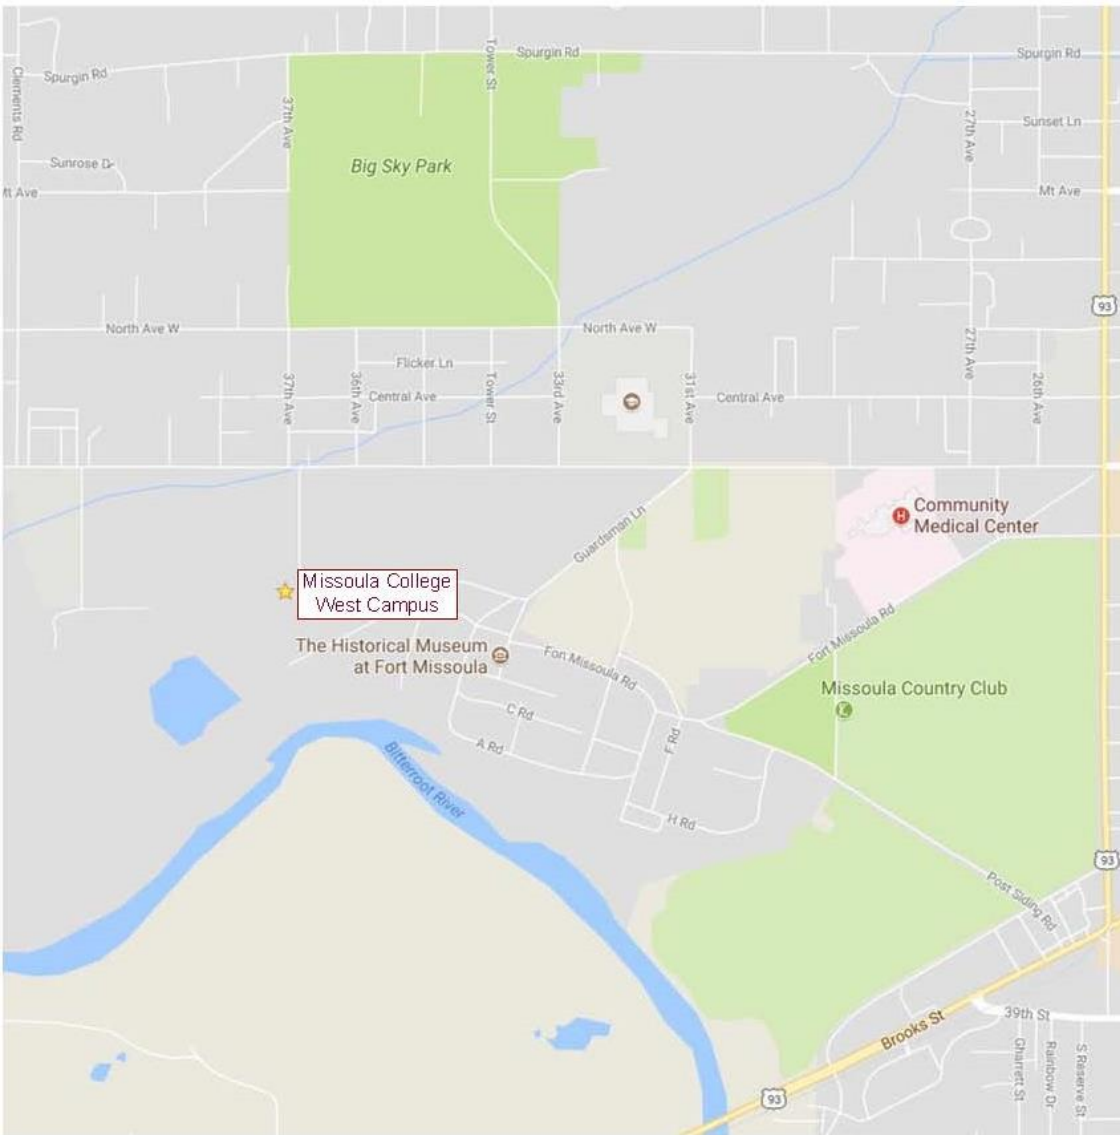 Spurgin Rd
Spurgin Rd
Spurgin Rd
Clements Rd
Tower St
37th Ave
27th Ave
Sunset Ln
Sunrose D
Big Sky Park
Mt Ave
Mt Ave
93
North Ave W
North Ave W
Flicker Ln
27th Ave
37th Ave
36th Ave
Central Ave
Tower St
33rd Ave
31st Ave
Central Ave
26th Ave
Community
Medical Center
H
Guardsman Ln
Missoula College
West Campus
The Historical Museum
at Fort Missoula
Fort Missoula Rd
Fort Missoula Rd
Missoula Country Club
C Rd
A Rd
F Rd
H Rd
Bitterroot River
93
Post Siding Rd
Brooks St
39th St
Gharrett St
Rainbow Dr
S Reserve St
93